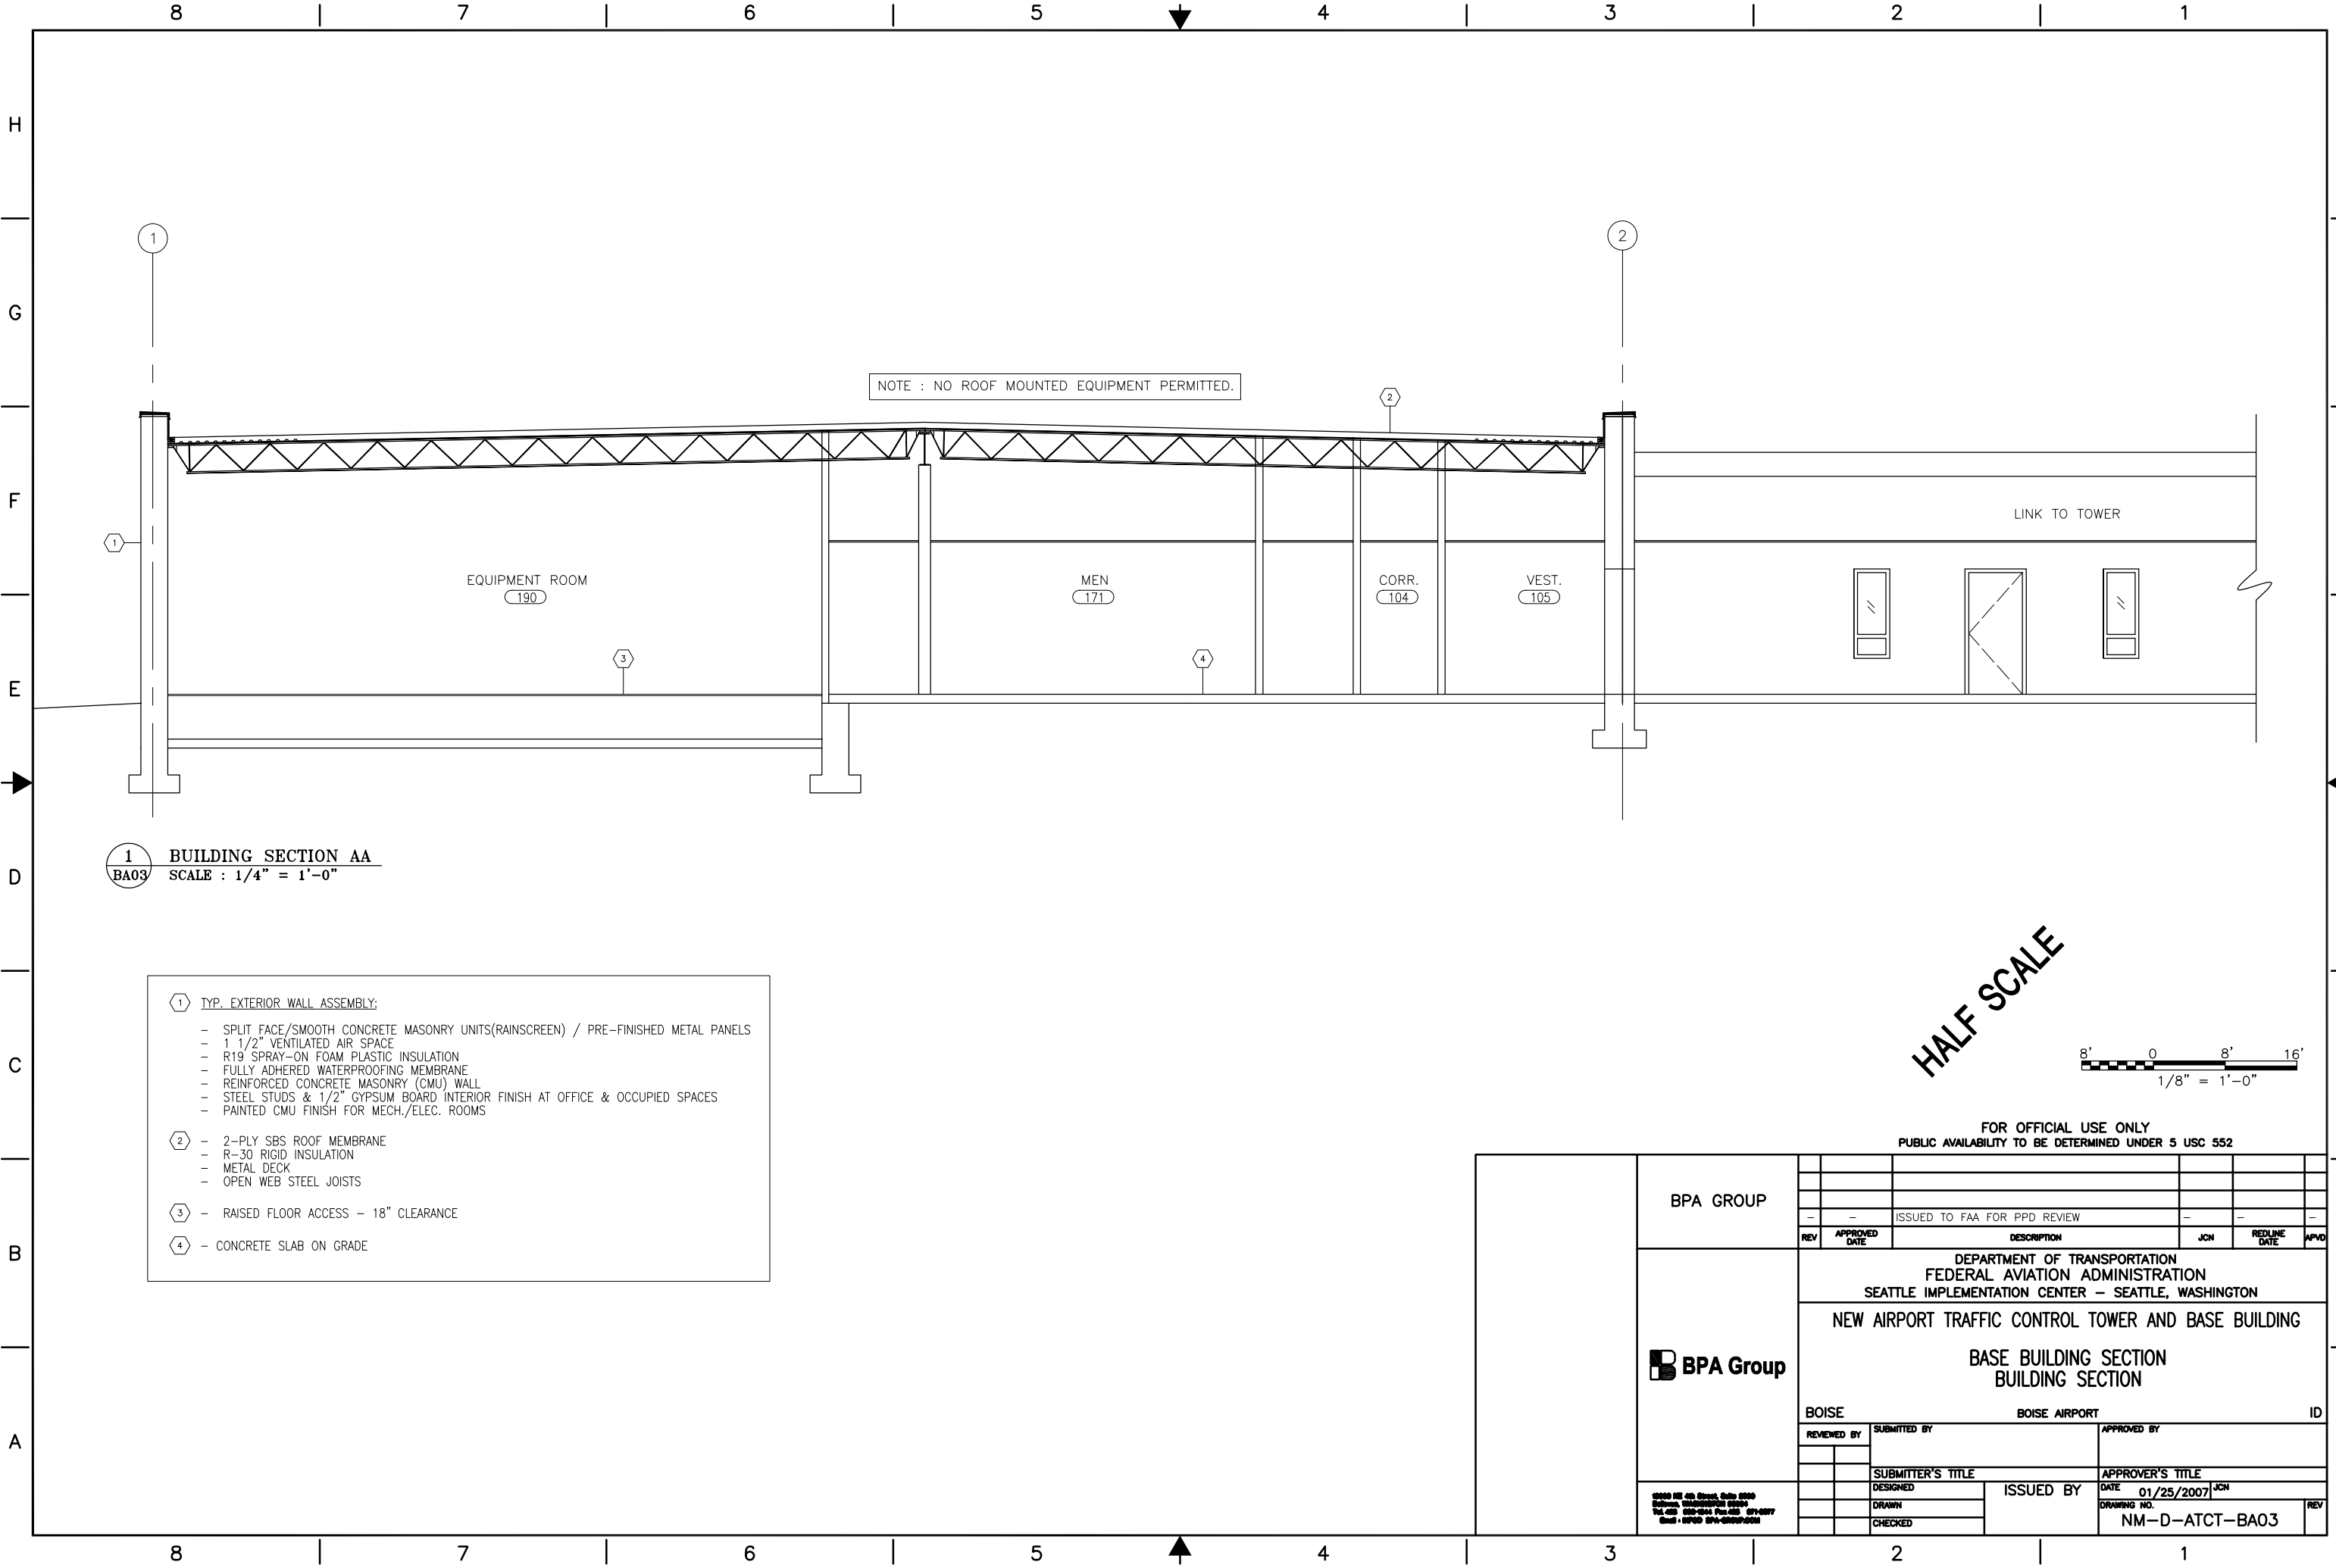 8 7 6 5 4 3 2 1
H
G
F
E
D
C
B
A
1
2
NOTE : NO ROOF MOUNTED EQUIPMENT PERMITTED.
2
LINK TO TOWER
1
EQUIPMENT ROOM
190
MEN
171
CORR.
104
VEST.
105
3
4
1
BA03
BUILDING SECTION AA
SCALE : 1/4" = 1'-0"
1 TYP. EXTERIOR WALL ASSEMBLY:
- SPLIT FACE/SMOOTH CONCRETE MASONRY UNITS(RAINSCREEN) / PRE-FINISHED METAL PANELS
- 1 1/2" VENTILATED AIR SPACE
- R19 SPRAY-ON FOAM PLASTIC INSULATION
- FULLY ADHERED WATERPROOFING MEMBRANE
- REINFORCED CONCRETE MASONRY (CMU) WALL
- STEEL STUDS & 1/2" GYPSUM BOARD INTERIOR FINISH AT OFFICE & OCCUPIED SPACES
- PAINTED CMU FINISH FOR MECH./ELEC. ROOMS
2 - 2-PLY SBS ROOF MEMBRANE
- R-30 RIGID INSULATION
- METAL DECK
- OPEN WEB STEEL JOISTS
3 - RAISED FLOOR ACCESS - 18" CLEARANCE
4 - CONCRETE SLAB ON GRADE
HALF SCALE
8' 0 8' 16'
1/8" = 1'-0"
FOR OFFICIAL USE ONLY
PUBLIC AVAILABILITY TO BE DETERMINED UNDER 5 USC 552
BPA GROUP
- - ISSUED TO FAA FOR PPD REVIEW - - -
REV APPROVED DATE DESCRIPTION JCN REDLINE DATE APVD
DEPARTMENT OF TRANSPORTATION
FEDERAL AVIATION ADMINISTRATION
SEATTLE IMPLEMENTATION CENTER - SEATTLE, WASHINGTON
NEW AIRPORT TRAFFIC CONTROL TOWER AND BASE BUILDING
BASE BUILDING SECTION
BUILDING SECTION
BPA Group
BOISE BOISE AIRPORT ID
REVIEWED BY SUBMITTED BY APPROVED BY
SUBMITTER'S TITLE APPROVER'S TITLE
DESIGNED ISSUED BY DATE 01/25/2007 JCN
DRAWN DRAWING NO. REV
CHECKED NM-D-ATCT-BA03
8 7 6 5 4 3 2 1